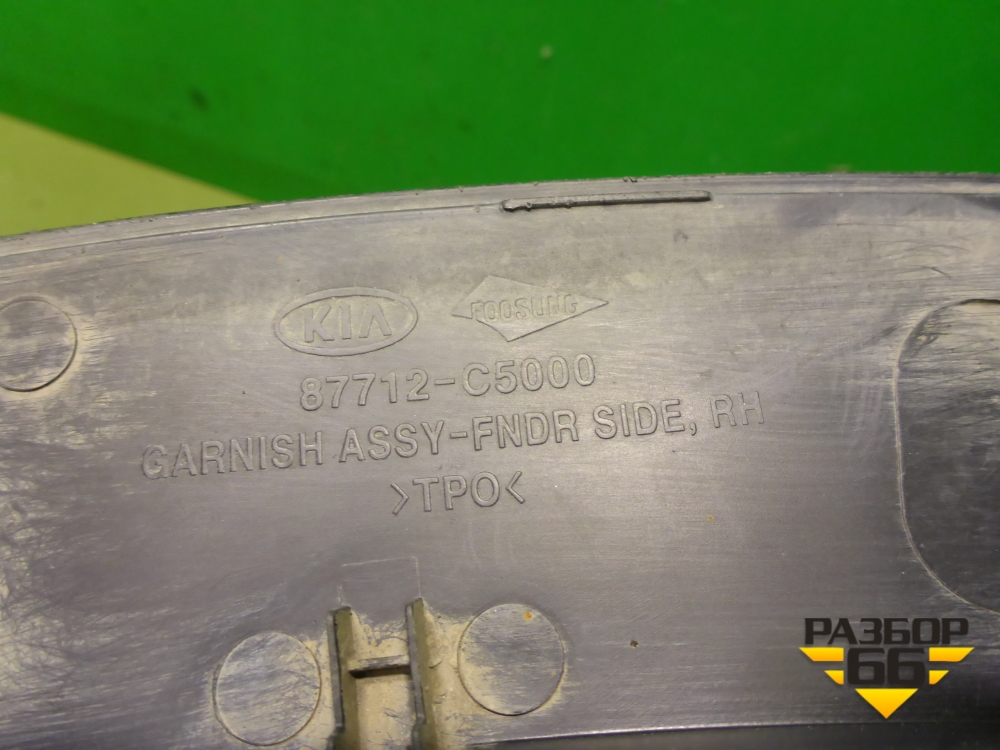 KIA FOOSUNG
87712-C5000
GARNISH ASSY-FNDR SIDE, RH
>TPO<
РАЗБОР
66